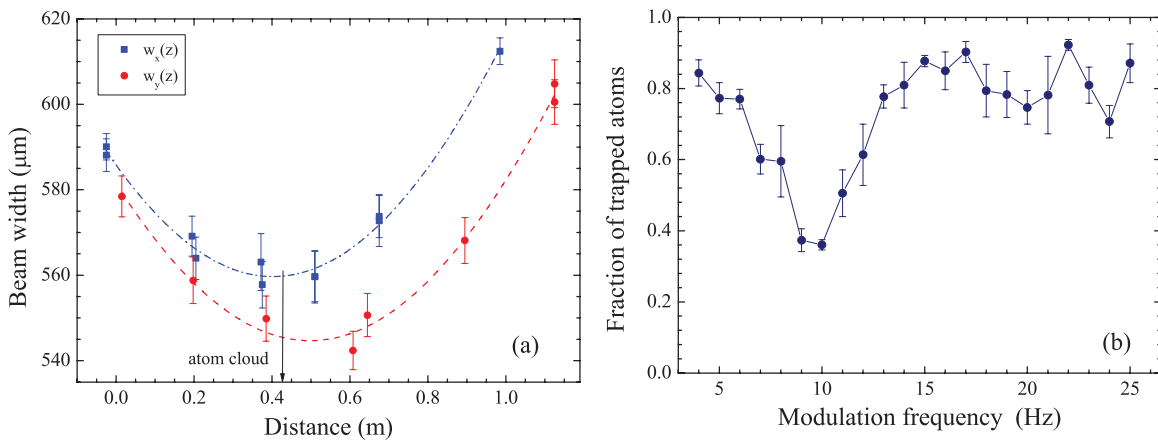 620
600
580
560
540
Beam width (μm)
w_x(z)
w_y(z)
atom cloud
(a)
0.0 0.2 0.4 0.6 0.8 1.0
Distance (m)
1.0
0.8
0.6
0.4
0.2
0.0
Fraction of trapped atoms
(b)
5 10 15 20 25
Modulation frequency (Hz)